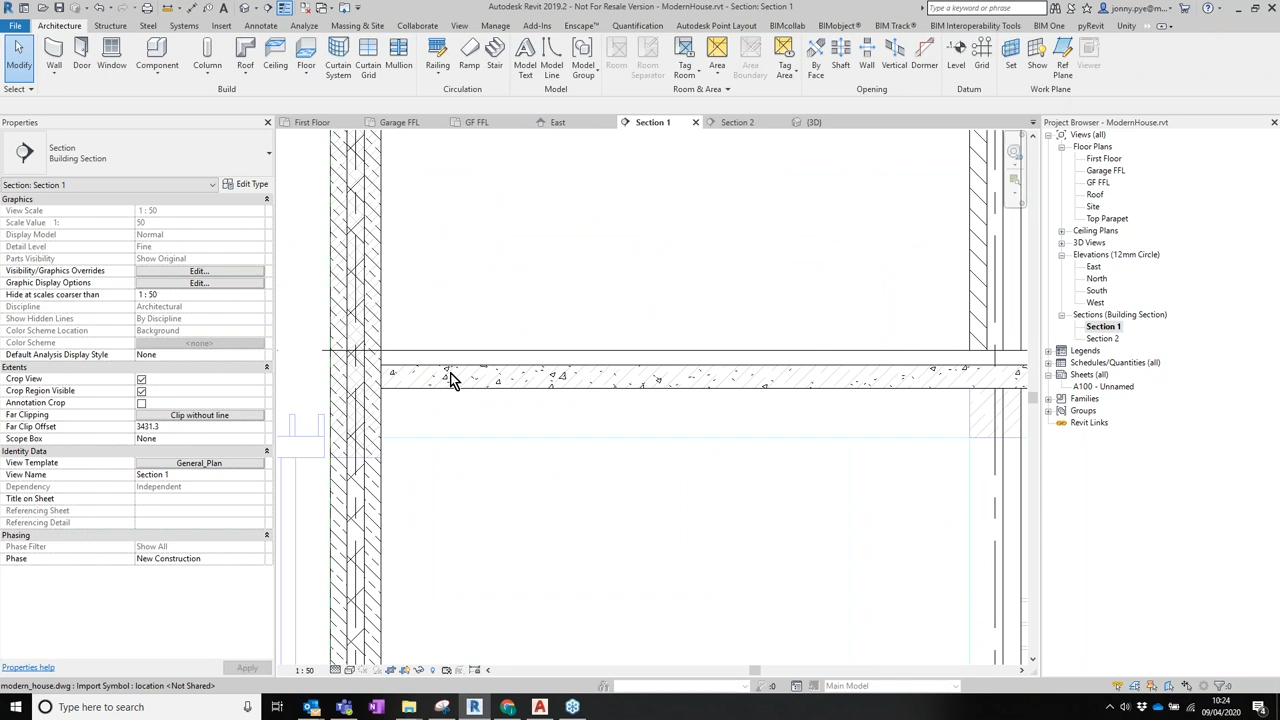 Autodesk Revit 2019.2 - Not For Resale Version - ModernHouse.rvt - Section: Section 1
Type a keyword or phrase
jonny.pye@...
Architecture Structure Steel Systems Insert Annotate Analyze Massing & Site Collaborate View Manage Add-Ins Enscape™ Quantification Autodesk Point Layout BIMcollab BIMobject® BIM Track® BIM Interoperability Tools BIM One pyRevit Unity Modify
Modify Wall Door Window Component Column Roof Ceiling Floor Curtain System Curtain Grid Mullion Railing Ramp Stair Model Text Model Line Model Group Room Room Separator Tag Room Area Area Boundary Tag Area By Face Shaft Wall Vertical Dormer Level Grid Set Show Ref Plane Viewer
Select Build Circulation Model Room & Area Opening Datum Work Plane
Properties
First Floor Garage FFL GF FFL East Section 1 Section 2 {3D}
Project Browser - ModernHouse.rvt
Section
Building Section
Section: Section 1 Edit Type
Graphics
View Scale 1 : 50
Scale Value 1: 50
Display Model Normal
Detail Level Fine
Parts Visibility Show Original
Visibility/Graphics Overrides Edit...
Graphic Display Options Edit...
Hide at scales coarser than 1 : 50
Discipline Architectural
Show Hidden Lines By Discipline
Color Scheme Location Background
Color Scheme <none>
Default Analysis Display Style None
Extents
Crop View
Crop Region Visible
Annotation Crop
Far Clipping Clip without line
Far Clip Offset 3431.3
Scope Box None
Identity Data
View Template General_Plan
View Name Section 1
Dependency Independent
Title on Sheet
Referencing Sheet
Referencing Detail
Phasing
Phase Filter Show All
Phase New Construction
Properties help Apply
Views (all)
Floor Plans
First Floor
Garage FFL
GF FFL
Roof
Site
Top Parapet
Ceiling Plans
3D Views
Elevations (12mm Circle)
East
North
South
West
Sections (Building Section)
Section 1
Section 2
Legends
Schedules/Quantities (all)
Sheets (all)
A100 - Unnamed
Families
Groups
Revit Links
1 : 50
modern_house.dwg : Import Symbol : location <Not Shared>
:0 Main Model :0
Type here to search
10:24
09/04/2020